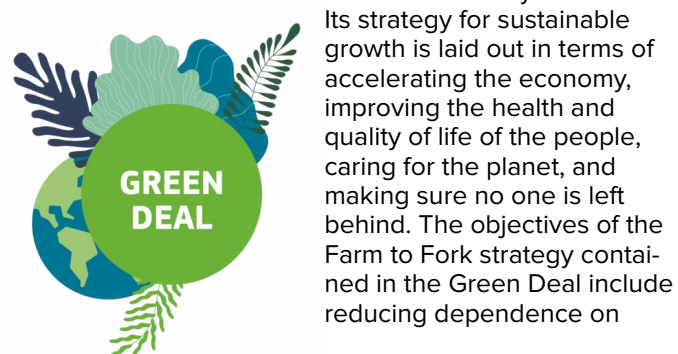 GREEN
DEAL
Its strategy for sustainable
growth is laid out in terms of
accelerating the economy,
improving the health and
quality of life of the people,
caring for the planet, and
making sure no one is left
behind. The objectives of the
Farm to Fork strategy contai-
ned in the Green Deal include
reducing dependence on